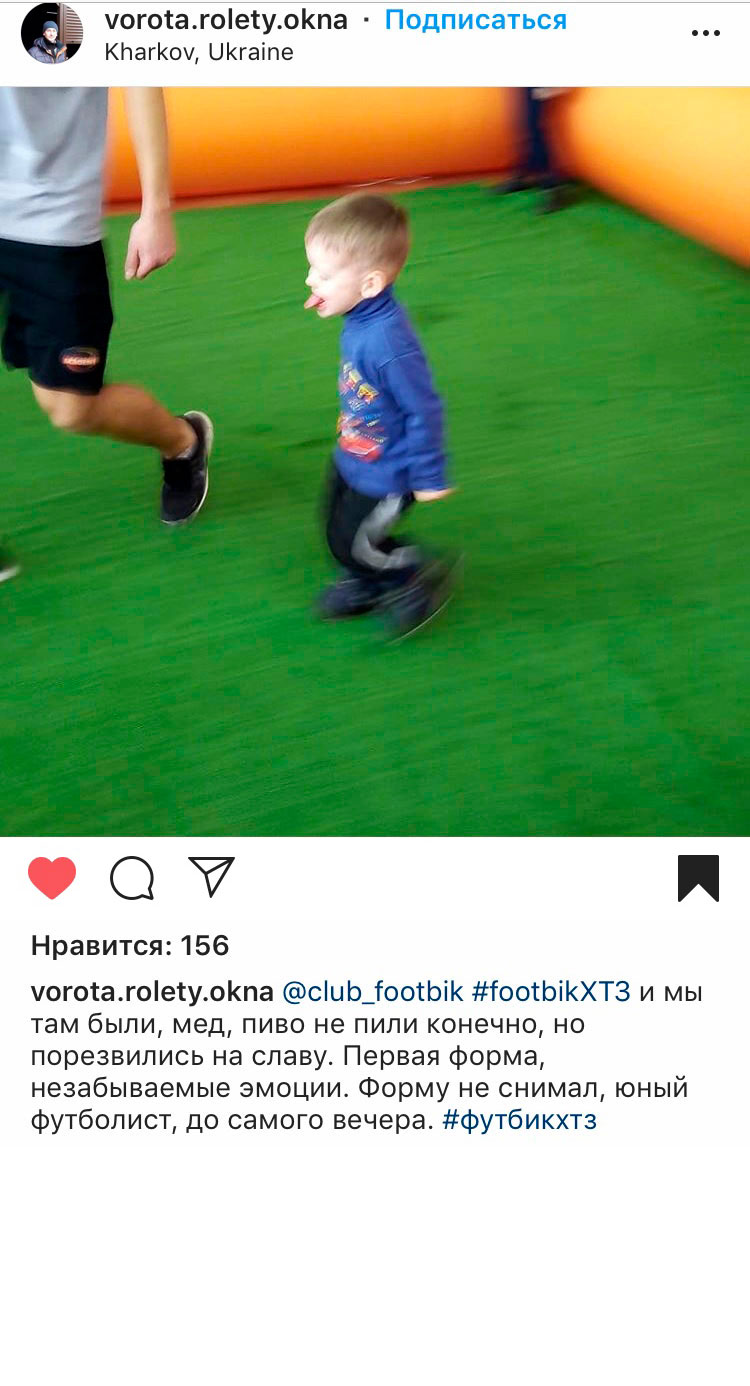 vorota.rolety.okna · Подписаться
Kharkov, Ukraine
Нравится: 156
vorota.rolety.okna @club_footbik #footbikХТЗ и мы
там были, мед, пиво не пили конечно, но
порезвились на славу. Первая форма,
незабываемые эмоции. Форму не снимал, юный
футболист, до самого вечера. #футбикхтз